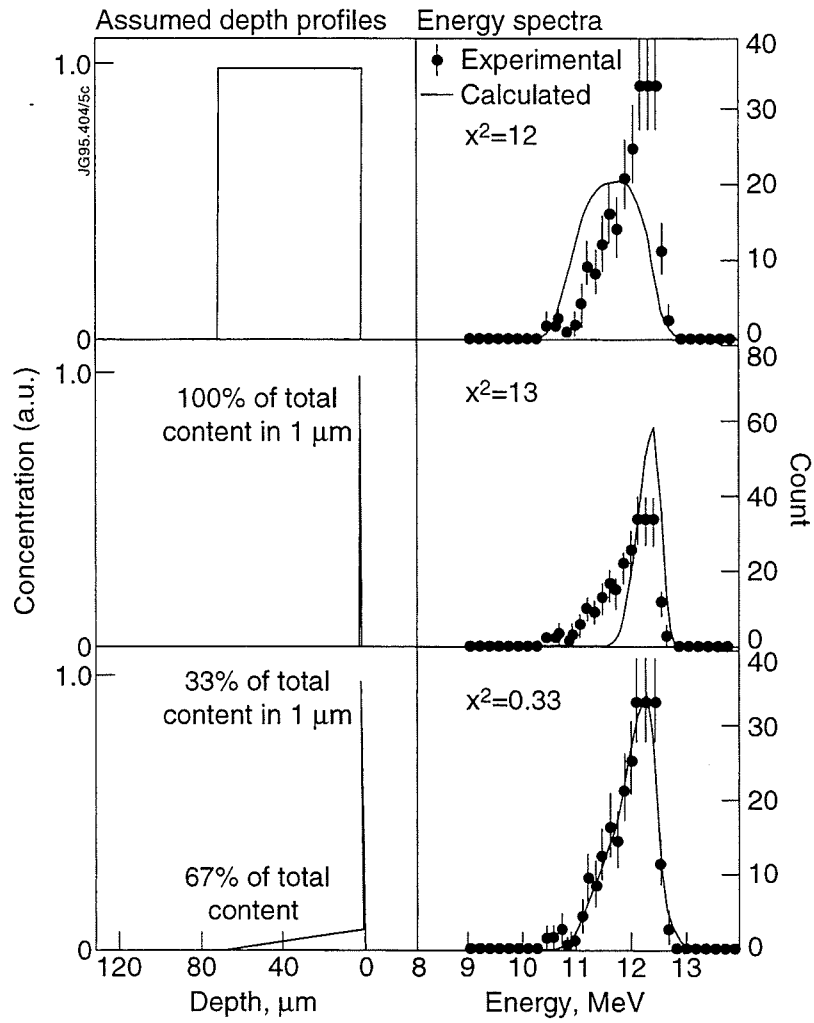 Assumed depth profiles
Energy spectra
1.0
JG95.404/5c
0
Experimental
Calculated
x²=12
40
30
20
10
0
1.0
100% of total
content in 1 μm
0
x²=13
80
60
40
20
0
1.0
33% of total
content in 1 μm
67% of total
content
0
x²=0.33
40
30
20
10
0
Concentration (a.u.)
Count
120
80
40
0
8
9
10
11
12
13
Depth, μm
Energy, MeV